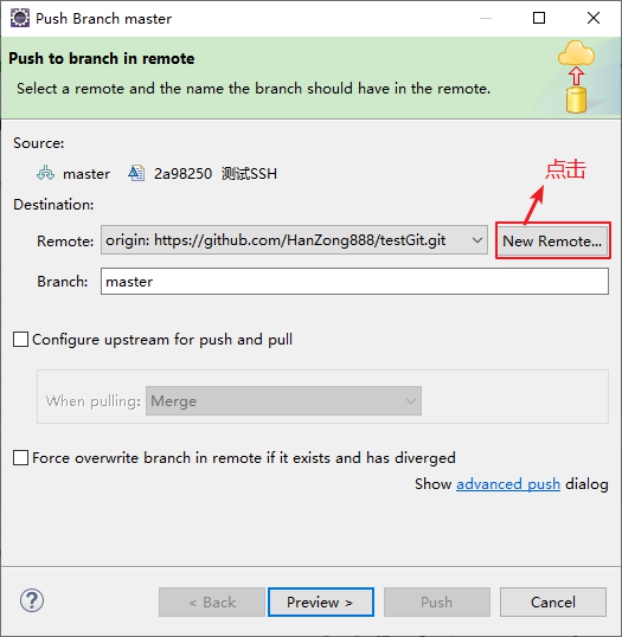 Push Branch master
Push to branch in remote
Select a remote and the name the branch should have in the remote.
Source:
master 2a98250 测试SSH
点击
Destination:
Remote: origin: https://github.com/HanZong888/testGit.git New Remote...
Branch: master
Configure upstream for push and pull
When pulling: Merge
Force overwrite branch in remote if it exists and has diverged
Show advanced push dialog
? < Back Preview > Push Cancel